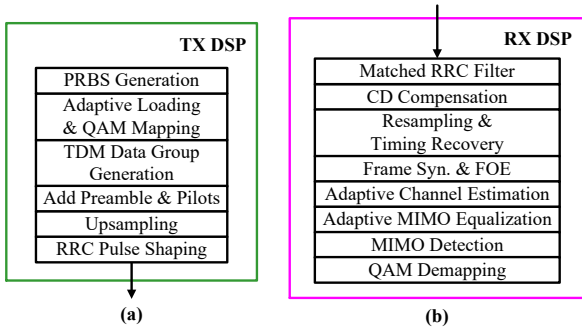 TX DSP
PRBS Generation
Adaptive Loading
& QAM Mapping
TDM Data Group
Generation
Add Preamble & Pilots
Upsampling
RRC Pulse Shaping
(a)
RX DSP
Matched RRC Filter
CD Compensation
Resampling &
Timing Recovery
Frame Syn. & FOE
Adaptive Channel Estimation
Adaptive MIMO Equalization
MIMO Detection
QAM Demapping
(b)